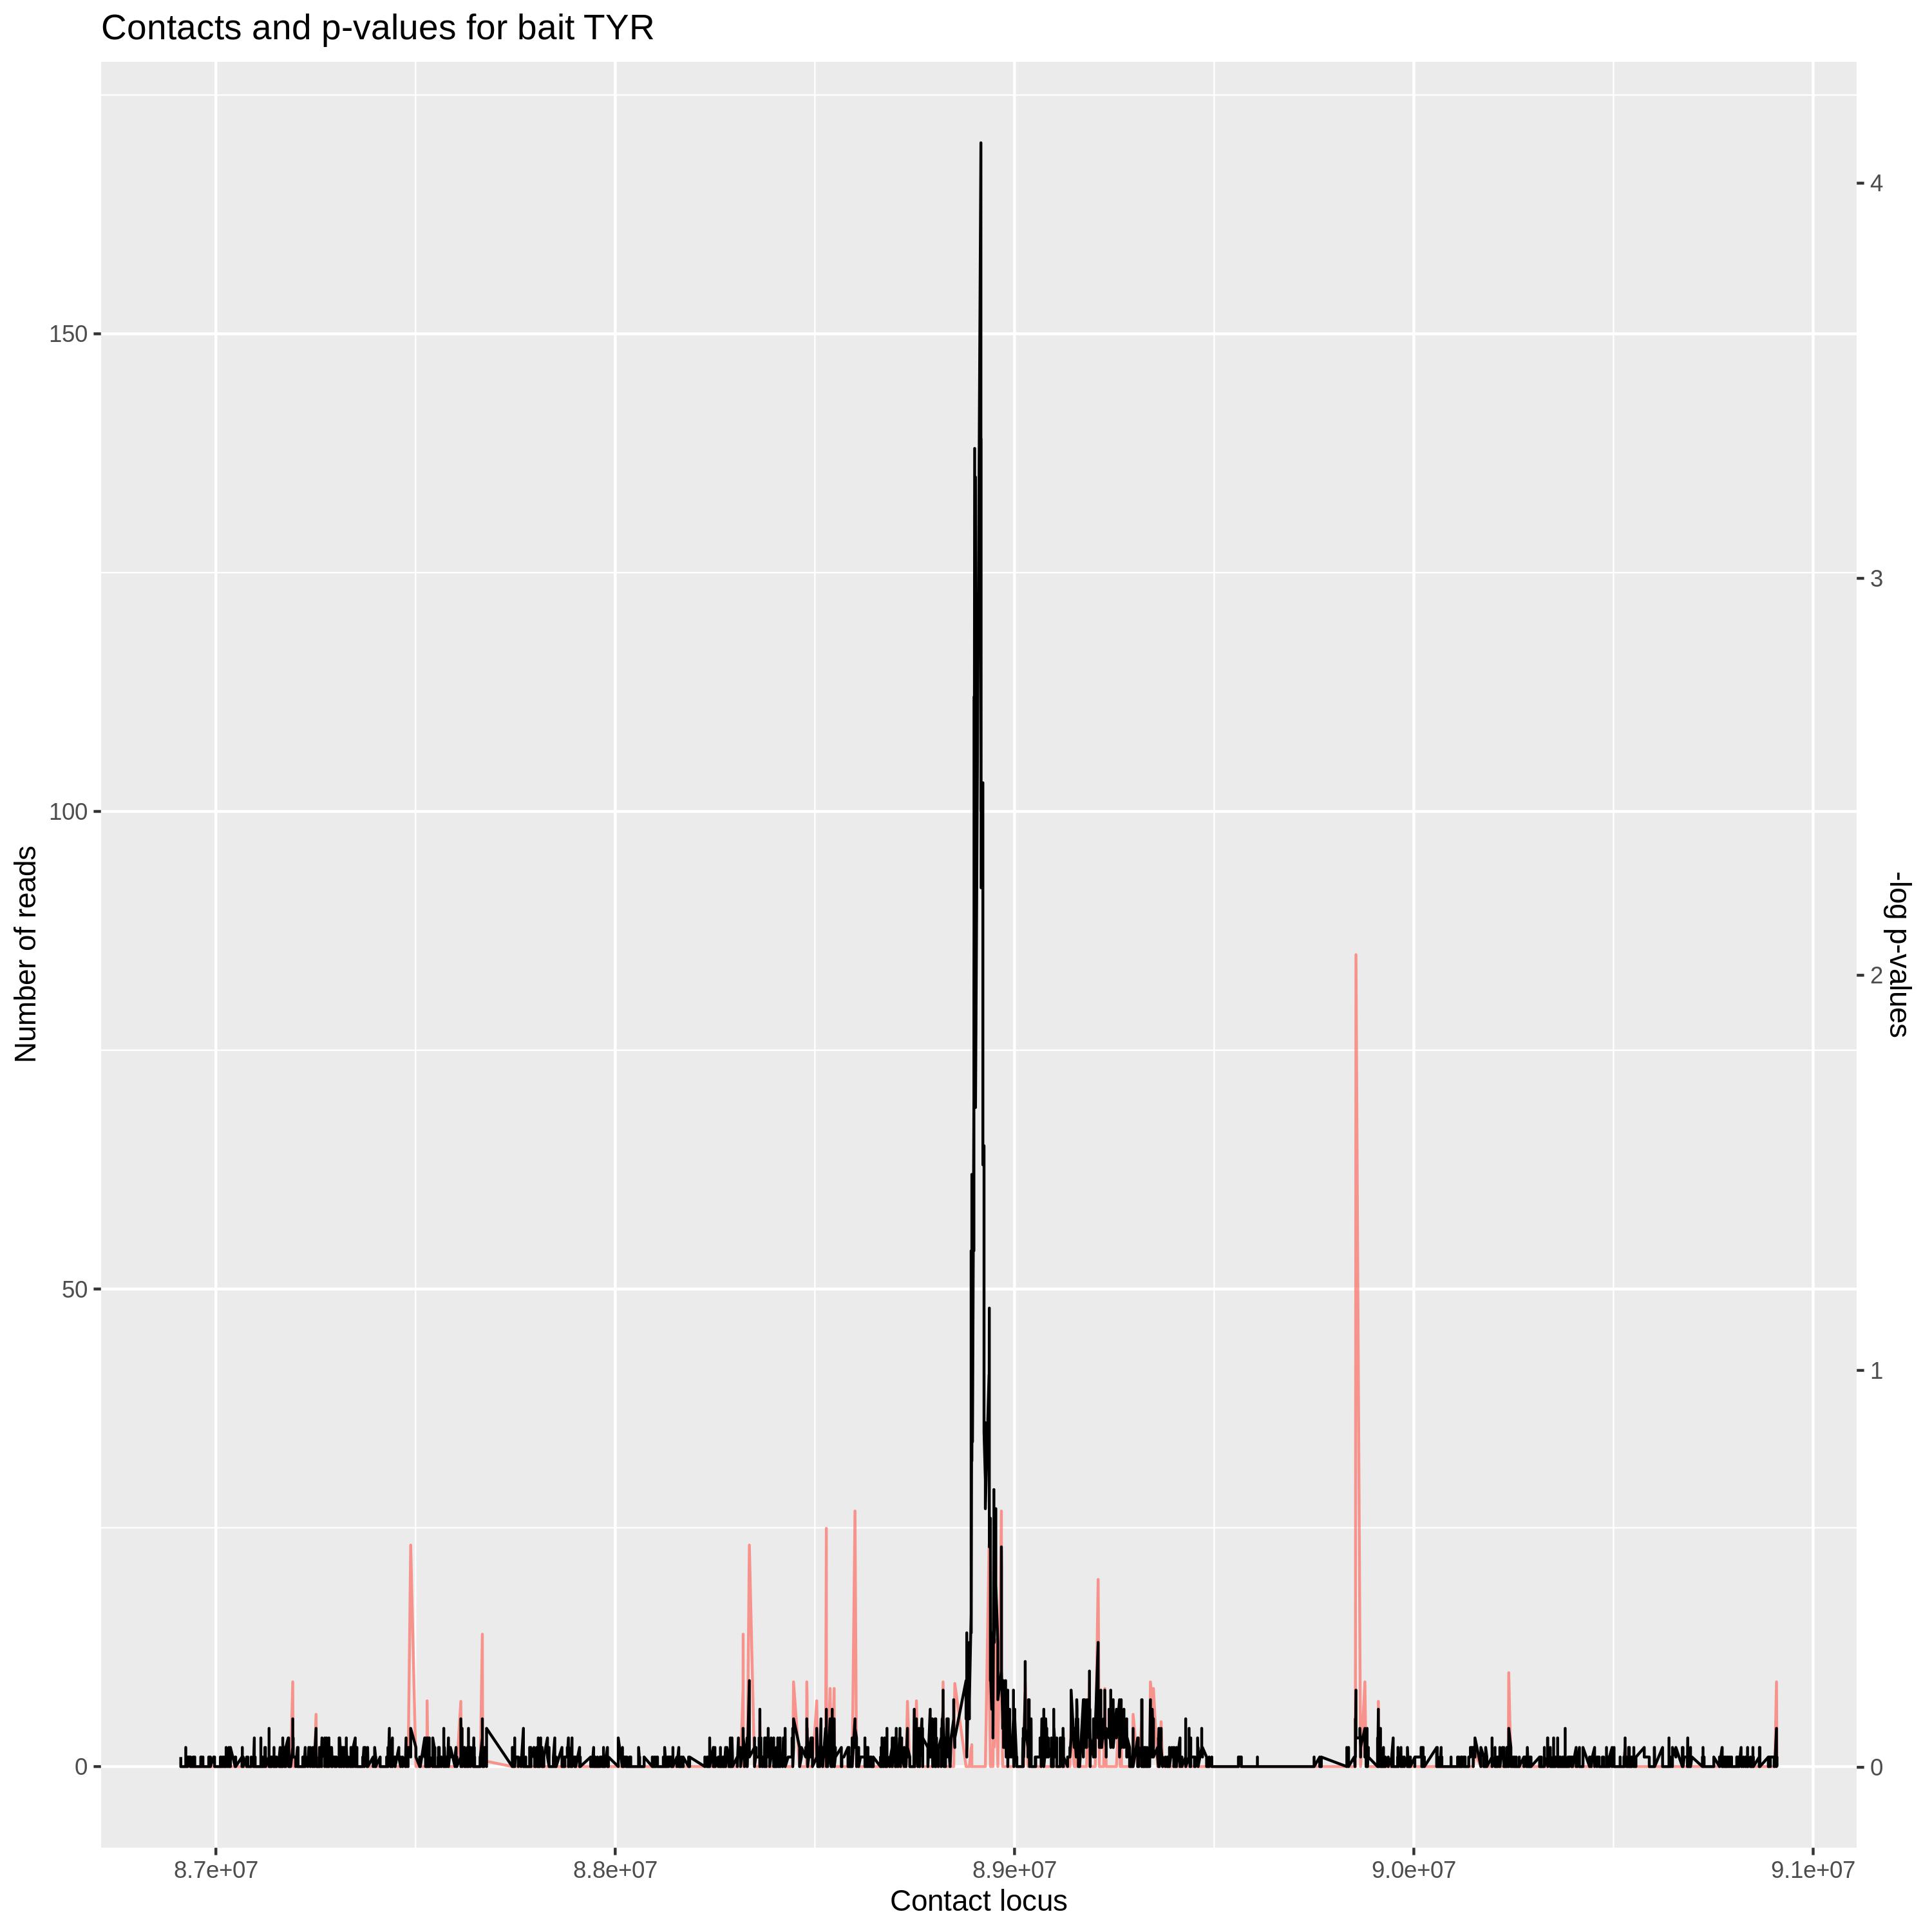 Contacts and p-values for bait TYR
150
100
50
0
Number of reads
4
3
2
1
0
-log p-values
8.7e+07
8.8e+07
8.9e+07
9.0e+07
9.1e+07
Contact locus